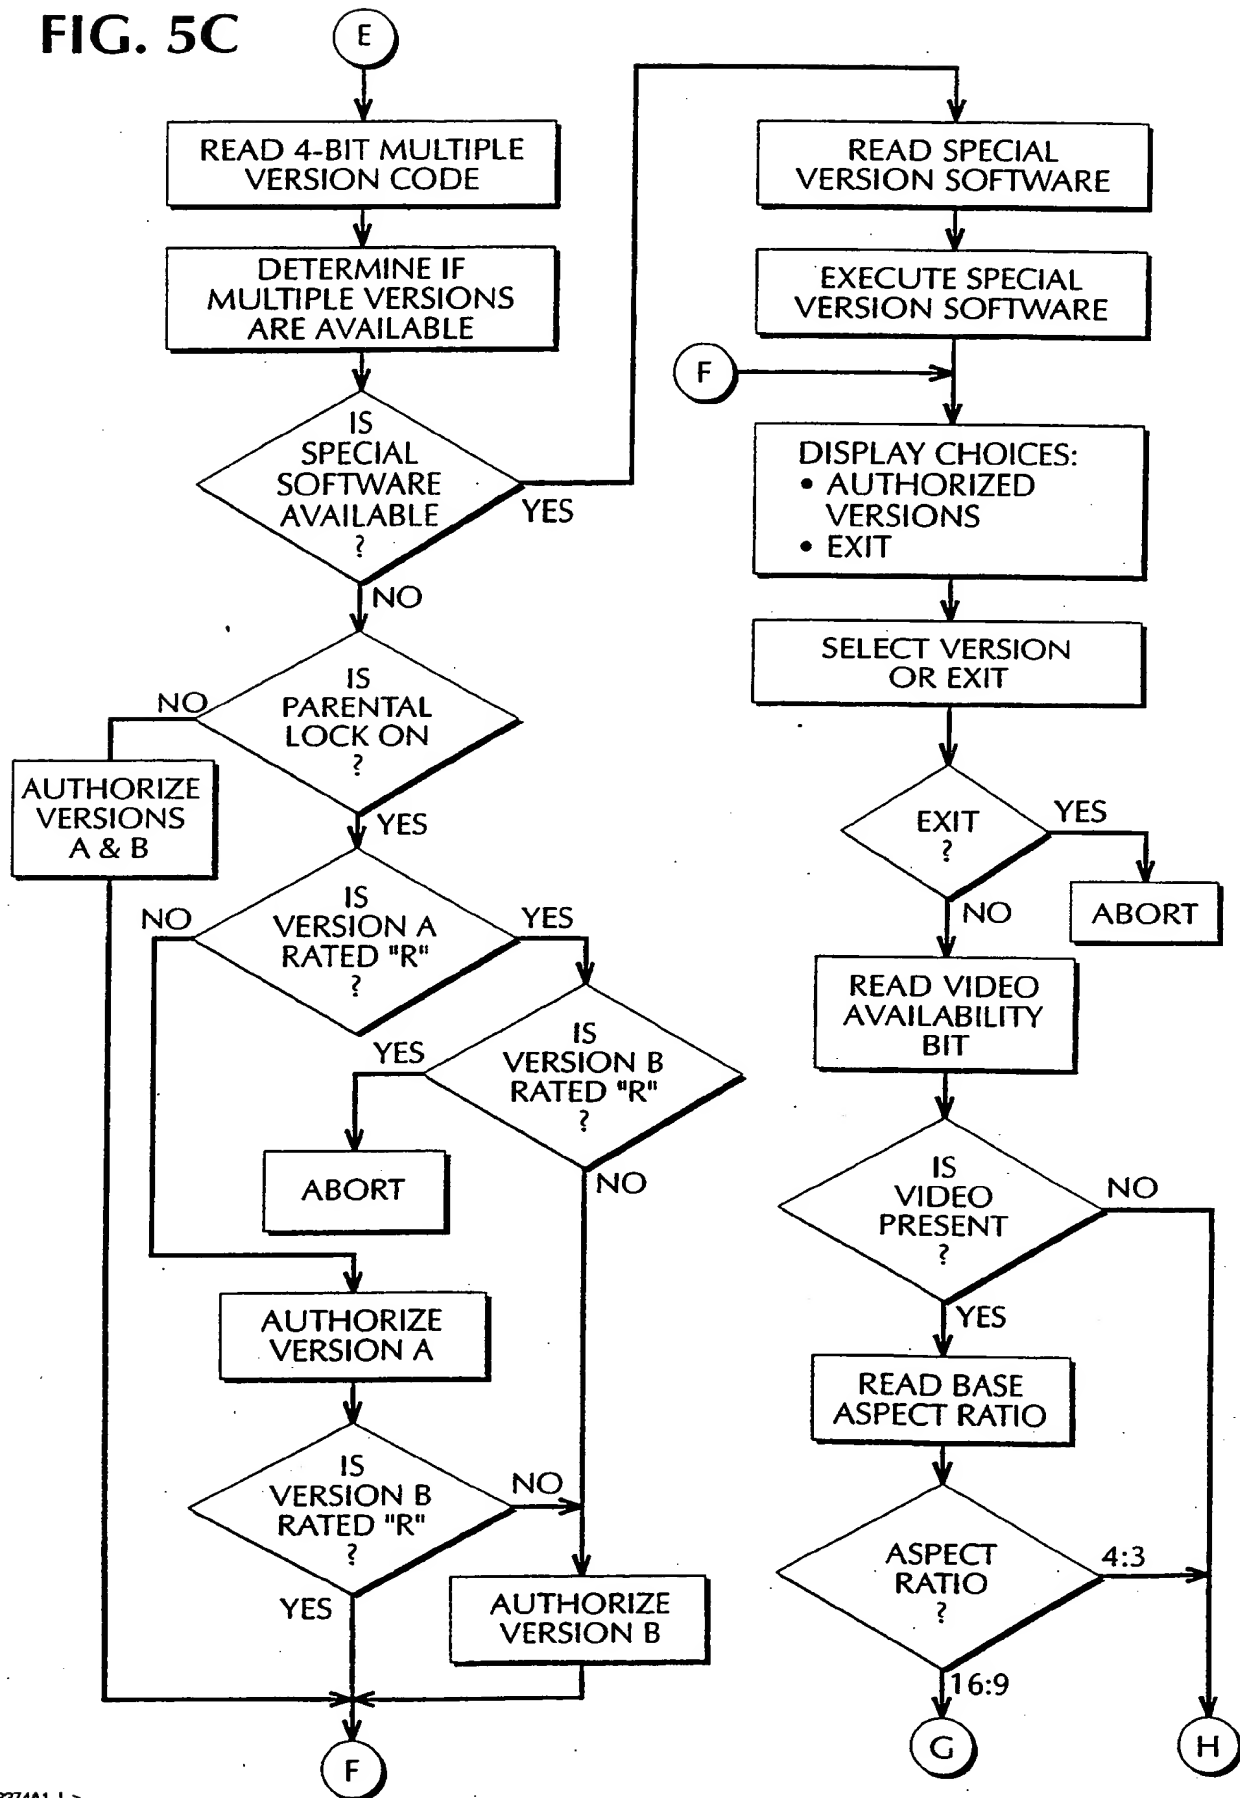 FIG. 5C
E
READ 4-BIT MULTIPLE
VERSION CODE
DETERMINE IF
MULTIPLE VERSIONS
ARE AVAILABLE
IS
SPECIAL
SOFTWARE
AVAILABLE
?
YES
NO
IS
PARENTAL
LOCK ON
?
NO
YES
AUTHORIZE
VERSIONS
A & B
IS
VERSION A
RATED "R"
?
NO
YES
IS
VERSION B
RATED "R"
?
YES
NO
ABORT
AUTHORIZE
VERSION A
IS
VERSION B
RATED "R"
?
NO
YES
AUTHORIZE
VERSION B
F
READ SPECIAL
VERSION SOFTWARE
EXECUTE SPECIAL
VERSION SOFTWARE
F
DISPLAY CHOICES:
• AUTHORIZED
VERSIONS
• EXIT
SELECT VERSION
OR EXIT
EXIT
?
YES
NO
ABORT
READ VIDEO
AVAILABILITY
BIT
IS
VIDEO
PRESENT
?
NO
YES
READ BASE
ASPECT RATIO
ASPECT
RATIO
?
4:3
16:9
G
H